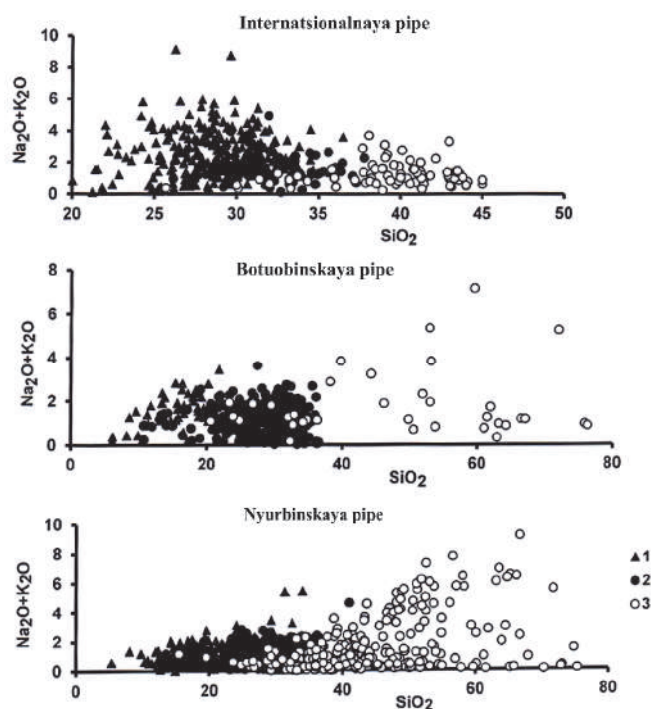 Internatsionalnaya pipe
10
8
6
4
2
0
Na₂O+K₂O
20 25 30 35 40 45 50
SiO₂
Botuobinskaya pipe
8
6
4
2
0
Na₂O+K₂O
0 20 40 60 80
SiO₂
Nyurbinskaya pipe
10
8
6
4
2
0
Na₂O+K₂O
0 20 40 60 80
SiO₂
1
2
3